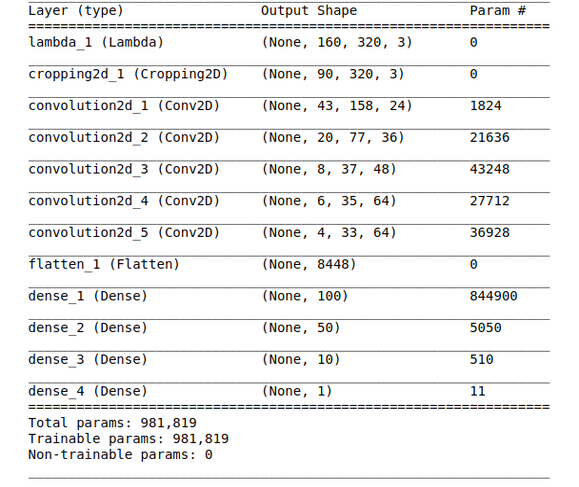 Layer (type) Output Shape Param #
=================================================================
lambda_1 (Lambda) (None, 160, 320, 3) 0
cropping2d_1 (Cropping2D) (None, 90, 320, 3) 0
convolution2d_1 (Conv2D) (None, 43, 158, 24) 1824
convolution2d_2 (Conv2D) (None, 20, 77, 36) 21636
convolution2d_3 (Conv2D) (None, 8, 37, 48) 43248
convolution2d_4 (Conv2D) (None, 6, 35, 64) 27712
convolution2d_5 (Conv2D) (None, 4, 33, 64) 36928
flatten_1 (Flatten) (None, 8448) 0
dense_1 (Dense) (None, 100) 844900
dense_2 (Dense) (None, 50) 5050
dense_3 (Dense) (None, 10) 510
dense_4 (Dense) (None, 1) 11
=================================================================
Total params: 981,819
Trainable params: 981,819
Non-trainable params: 0